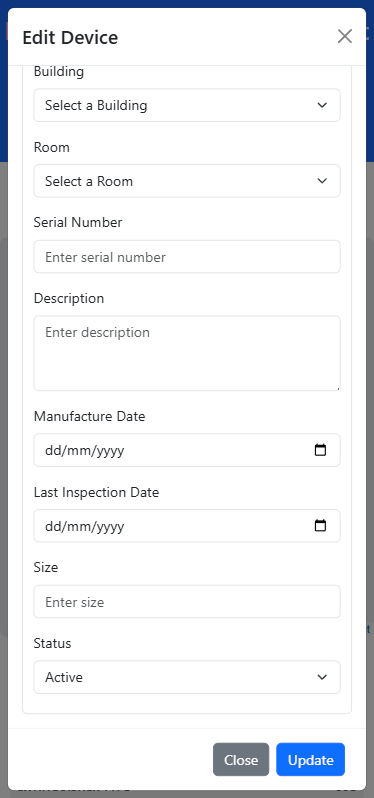 Edit Device
Building
Select a Building
Room
Select a Room
Serial Number
Enter serial number
Description
Enter description
Manufacture Date
dd/mm/yyyy
Last Inspection Date
dd/mm/yyyy
Size
Enter size
Status
Active
Close
Update